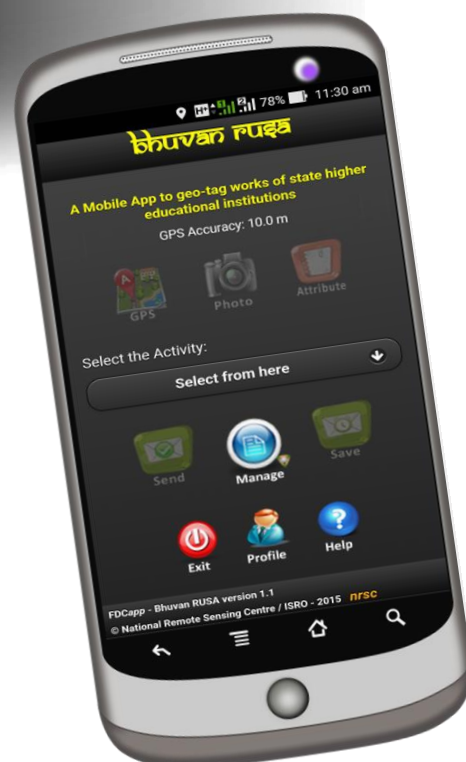 H+ 1 2 78% 11:30 am
bhuvan rusa
A Mobile App to geo-tag works of state higher
educational institutions
GPS Accuracy: 10.0 m
A
GPS Photo Attribute
Select the Activity:
Select from here
Send Manage Save
Exit Profile ? Help
FDCapp - Bhuvan RUSA version 1.1
© National Remote Sensing Centre / ISRO - 2015 nrsc